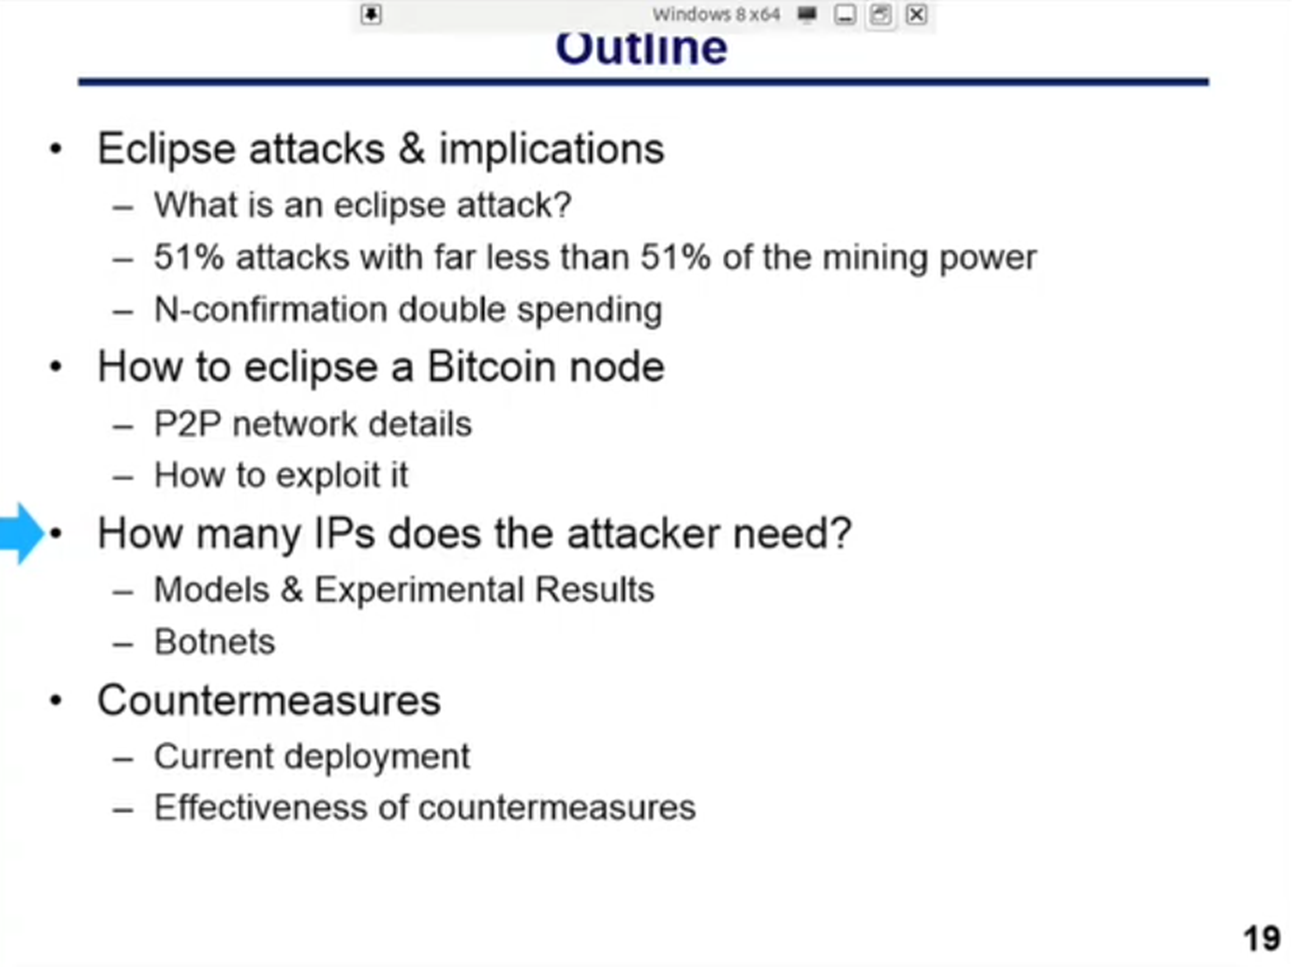 Windows 8 x64
Outline
• Eclipse attacks & implications
– What is an eclipse attack?
– 51% attacks with far less than 51% of the mining power
– N-confirmation double spending
• How to eclipse a Bitcoin node
– P2P network details
– How to exploit it
• How many IPs does the attacker need?
– Models & Experimental Results
– Botnets
• Countermeasures
– Current deployment
– Effectiveness of countermeasures
19